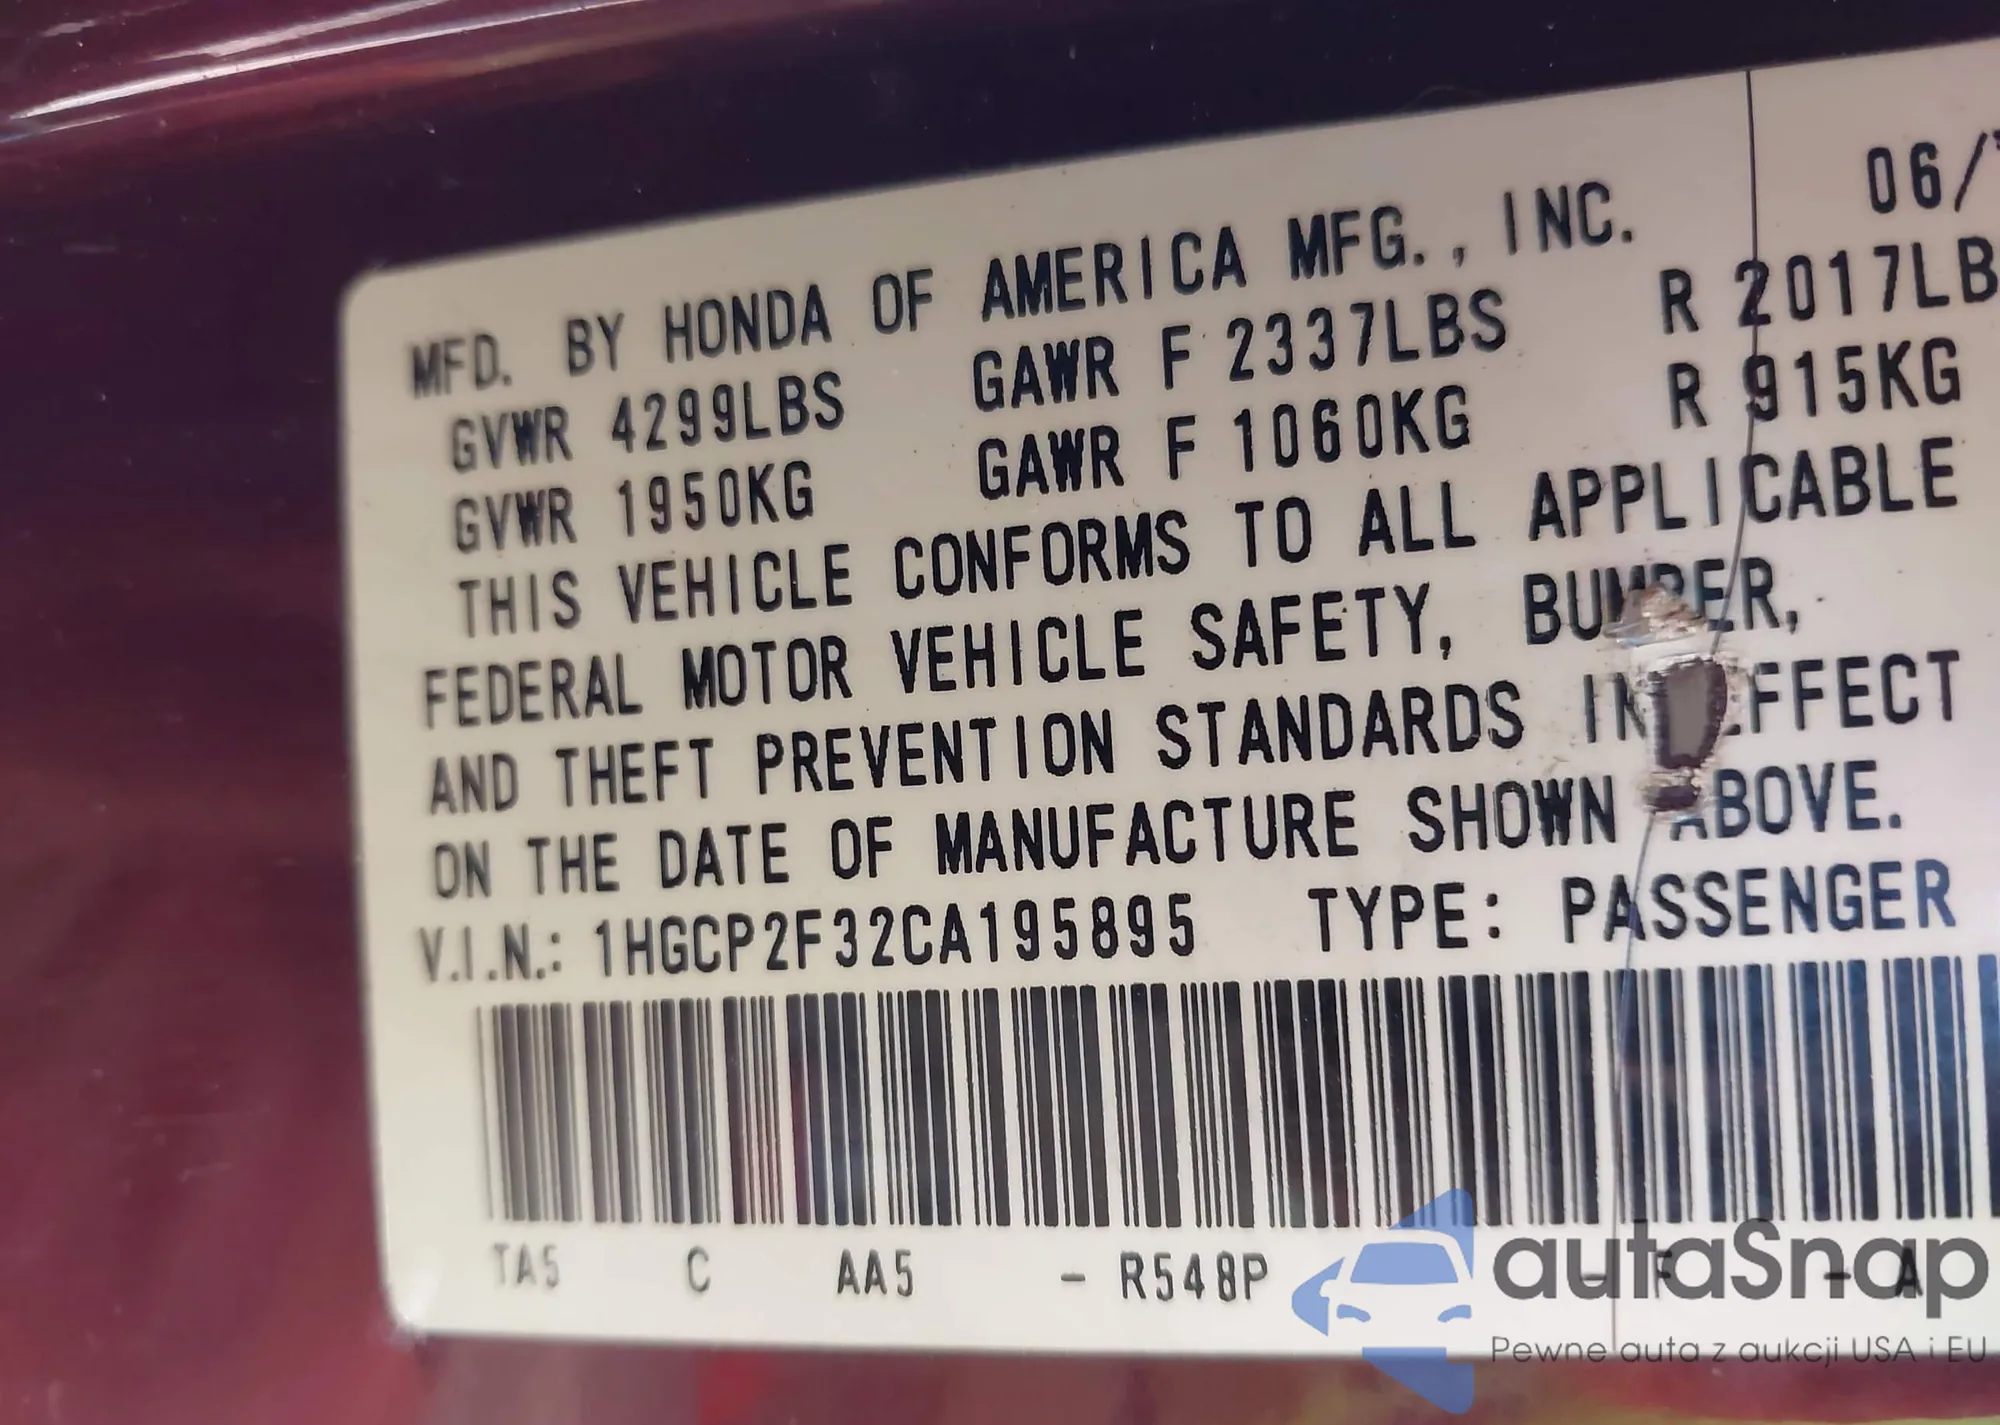 06/
MFD. BY HONDA OF AMERICA MFG., INC.
GVWR 4299LBS GAWR F 2337LBS R 2017LB
GVWR 1950KG GAWR F 1060KG R 915KG
THIS VEHICLE CONFORMS TO ALL APPLICABLE
FEDERAL MOTOR VEHICLE SAFETY, BUMPER,
AND THEFT PREVENTION STANDARDS IN EFFECT
ON THE DATE OF MANUFACTURE SHOWN ABOVE.
V.I.N.: 1HGCP2F32CA195895 TYPE: PASSENGER
TA5 C AA5 - R548P - F - A
autaSnap
Pewne auta z aukcji USA i EU